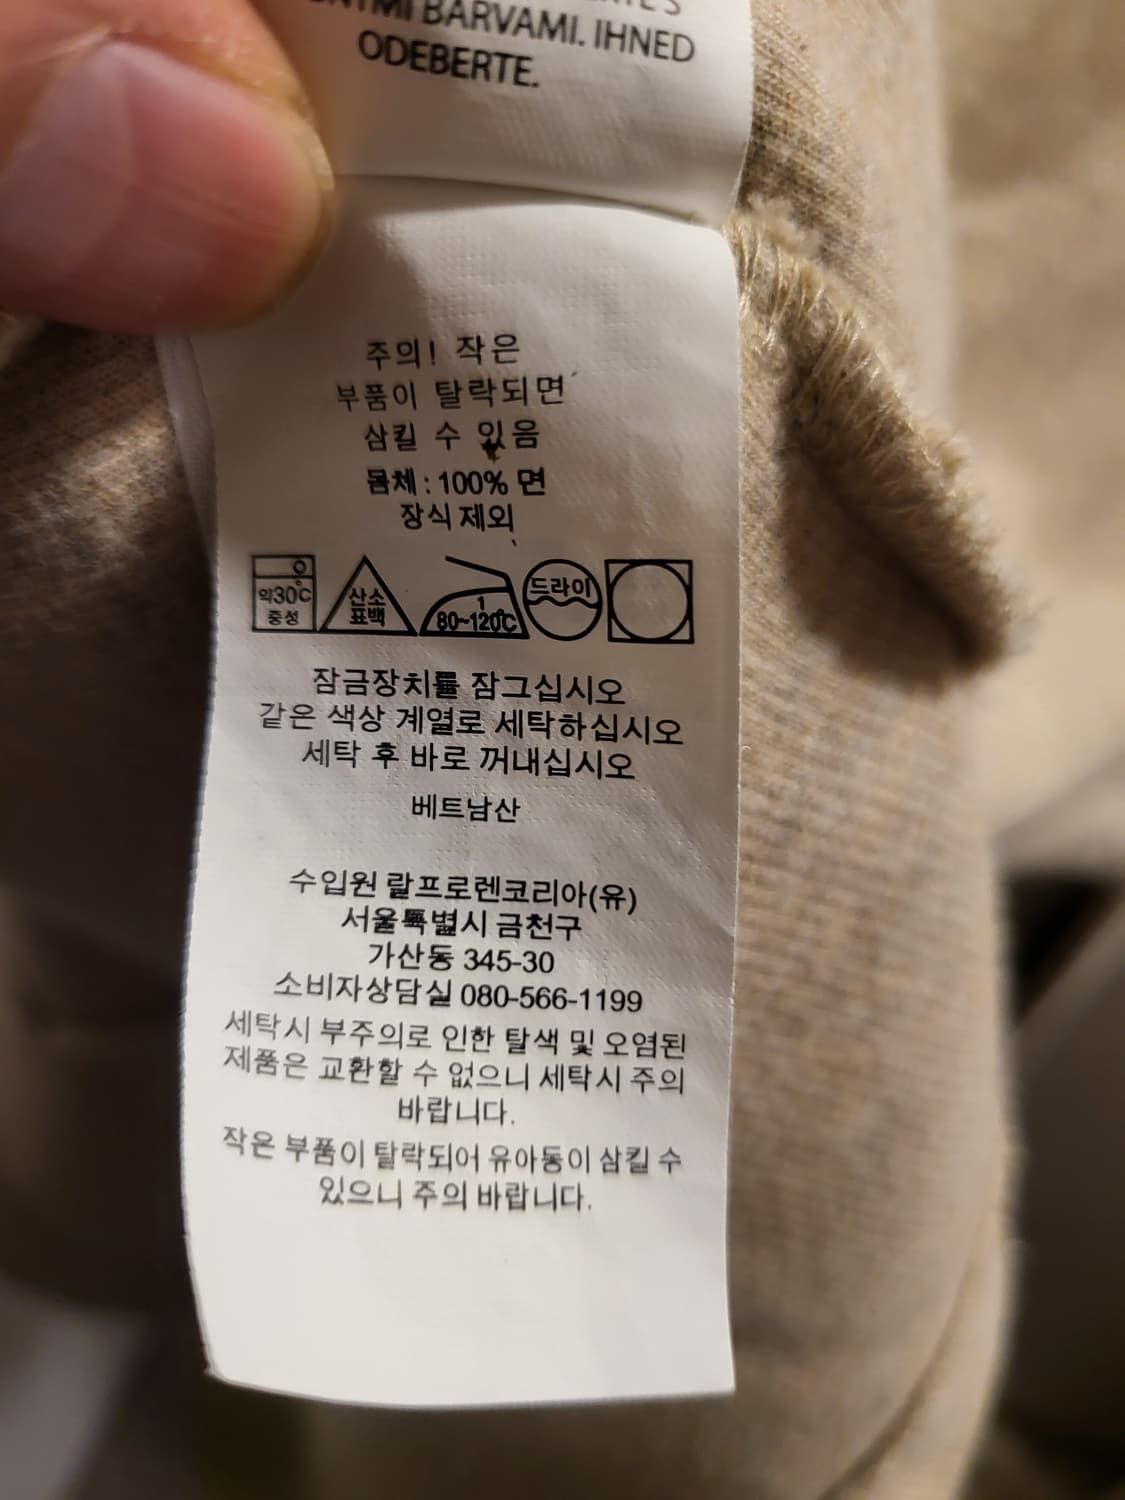 BARVAMI. IHNED
ODEBERTE.
주의! 작은
부품이 탈락되면
삼킬 수 있음
몸체 : 100% 면
장식 제외
약30℃
중성
산소
표백
1
80~120℃
드라이
잠금장치를 잠그십시오
같은 색상 계열로 세탁하십시오
세탁 후 바로 꺼내십시오
베트남산
수입원 랄프로렌코리아(유)
서울특별시 금천구
가산동 345-30
소비자상담실 080-566-1199
세탁시 부주의로 인한 탈색 및 오염된
제품은 교환할 수 없으니 세탁시 주의
바랍니다.
작은 부품이 탈락되어 유아동이 삼킬 수
있으니 주의 바랍니다.